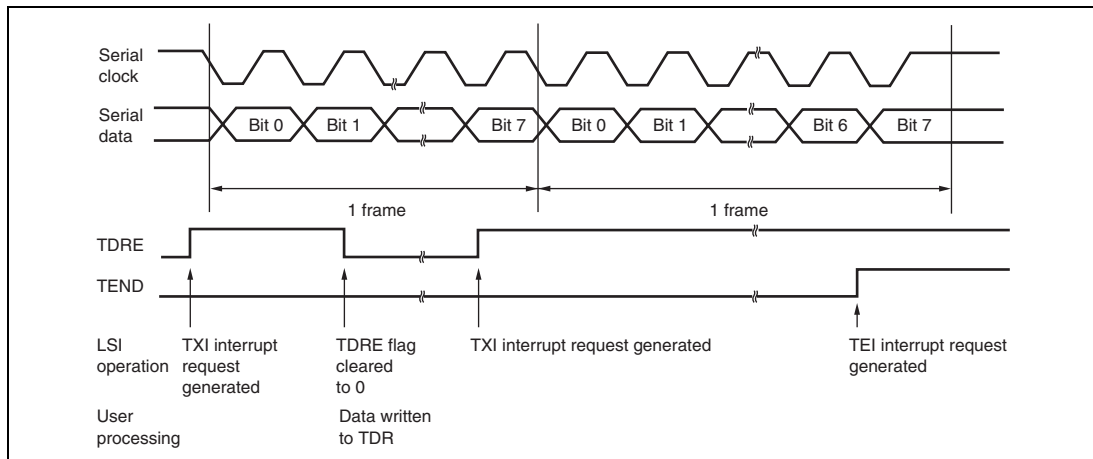 Serial
clock
Serial
data
Bit 0
Bit 1
Bit 7
Bit 0
Bit 1
Bit 6
Bit 7
1 frame
1 frame
TDRE
TEND
LSI
operation
TXI interrupt
request
generated
TDRE flag
cleared
to 0
TXI interrupt request generated
TEI interrupt request
generated
User
processing
Data written
to TDR